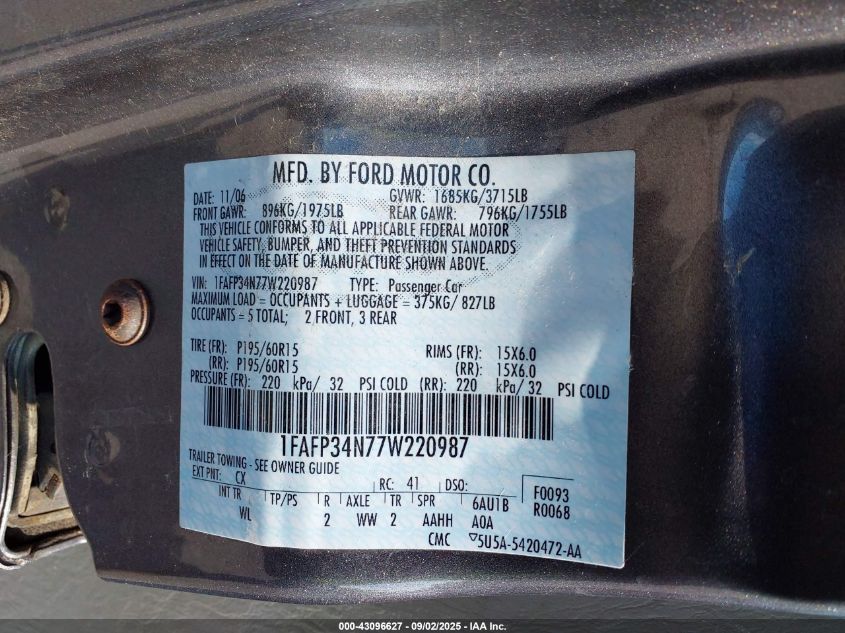 MFD. BY FORD MOTOR CO.
DATE: 11/06 GVWR: 1685KG/3715LB
FRONT GAWR: 896KG/1975LB REAR GAWR: 796KG/1755LB
THIS VEHICLE CONFORMS TO ALL APPLICABLE FEDERAL MOTOR
VEHICLE SAFETY, BUMPER, AND THEFT PREVENTION STANDARDS
IN EFFECT ON THE DATE OF MANUFACTURE SHOWN ABOVE.
VIN: 1FAFP34N77W220987 TYPE: Passenger Car
MAXIMUM LOAD = OCCUPANTS + LUGGAGE = 375KG/ 827LB
OCCUPANTS = 5 TOTAL; 2 FRONT, 3 REAR
TIRE (FR): P195/60R15 RIMS (FR): 15X6.0
(RR): P195/60R15 (RR): 15X6.0
PRESSURE (FR): 220 kPa/ 32 PSI COLD (RR): 220 kPa/ 32 PSI COLD
1FAFP34N77W220987
TRAILER TOWING - SEE OWNER GUIDE
EXT PNT: CX RC: 41 DSO: F0093
INT TR TP/PS R AXLE TR SPR 6AU1B R0068
WL 2 WW 2 AAHH AOA
CMC 5U5A-5420472-AA
000-43096627 - 09/02/2025 - IAA Inc.